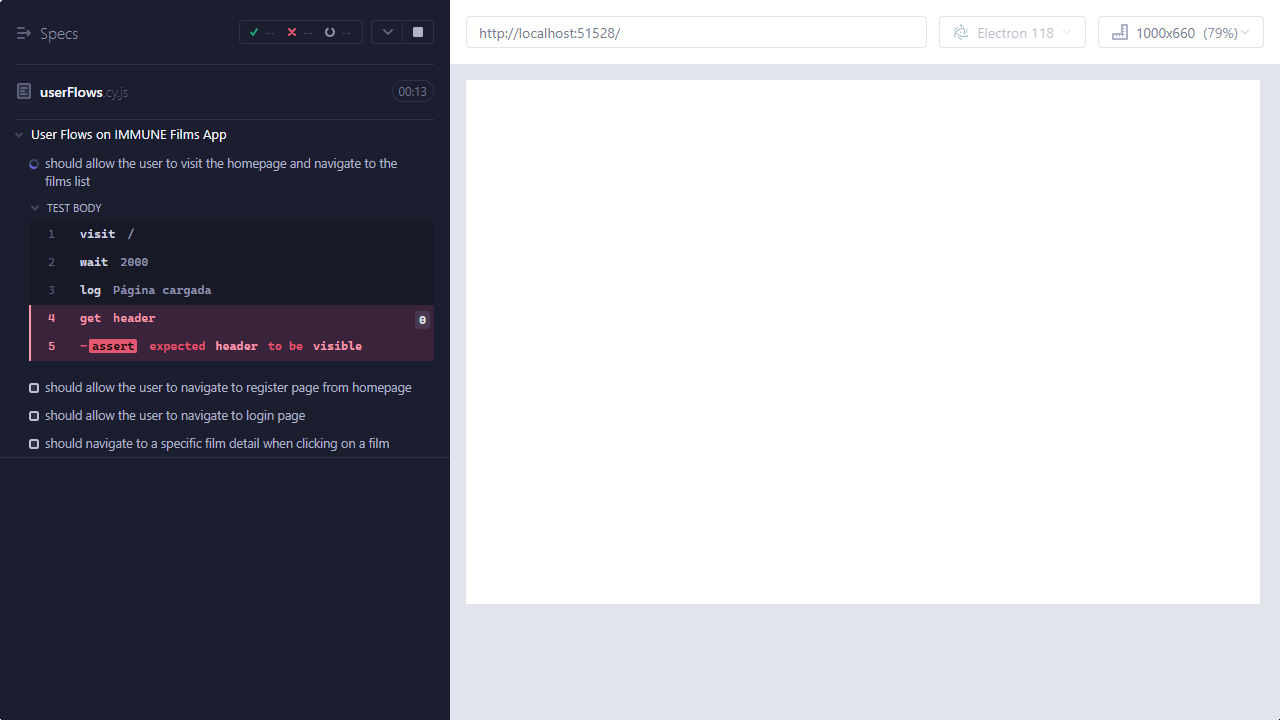 Specs
-- -- --
userFlows.cy.js
00:13
User Flows on IMMUNE Films App
should allow the user to visit the homepage and navigate to the
films list
TEST BODY
1 visit /
2 wait 2000
3 log Página cargada
4 get header 0
5 -assert expected header to be visible
should allow the user to navigate to register page from homepage
should allow the user to navigate to login page
should navigate to a specific film detail when clicking on a film
http://localhost:51528/
Electron 118
1000x660 (79%)